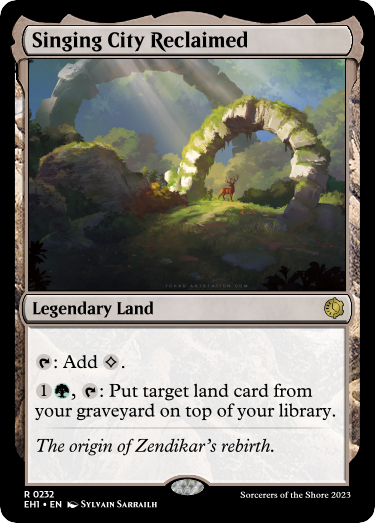 Singing City Reclaimed
Legendary Land
: Add .
1 , : Put target land card from
your graveyard on top of your library.
The origin of Zendikar's rebirth.
R 0232
EH1 • EN Sylvain Sarrailh
Sorcerers of the Shore 2023